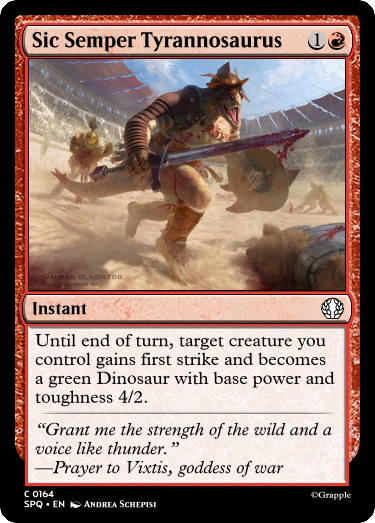 Sic Semper Tyrannosaurus 1
SAURIAN GLADIATOR
Instant
Until end of turn, target creature you
control gains first strike and becomes
a green Dinosaur with base power and
toughness 4/2.
“Grant me the strength of the wild and a
voice like thunder.”
—Prayer to Vixtis, goddess of war
C 0164
SPQ • EN Andrea Schepisi
©Grapple